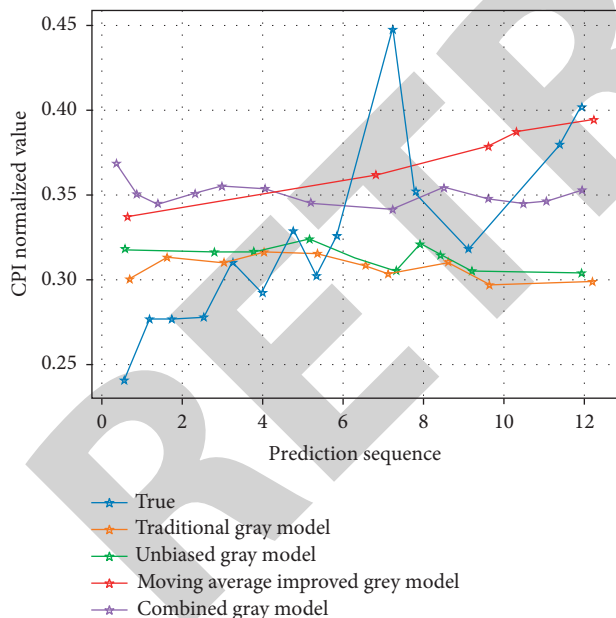 0.45
0.40
0.35
0.30
0.25
CPI normalized value
0 2 4 6 8 10 12
Prediction sequence
True
Traditional gray model
Unbiased gray model
Moving average improved grey model
Combined gray model
RETR